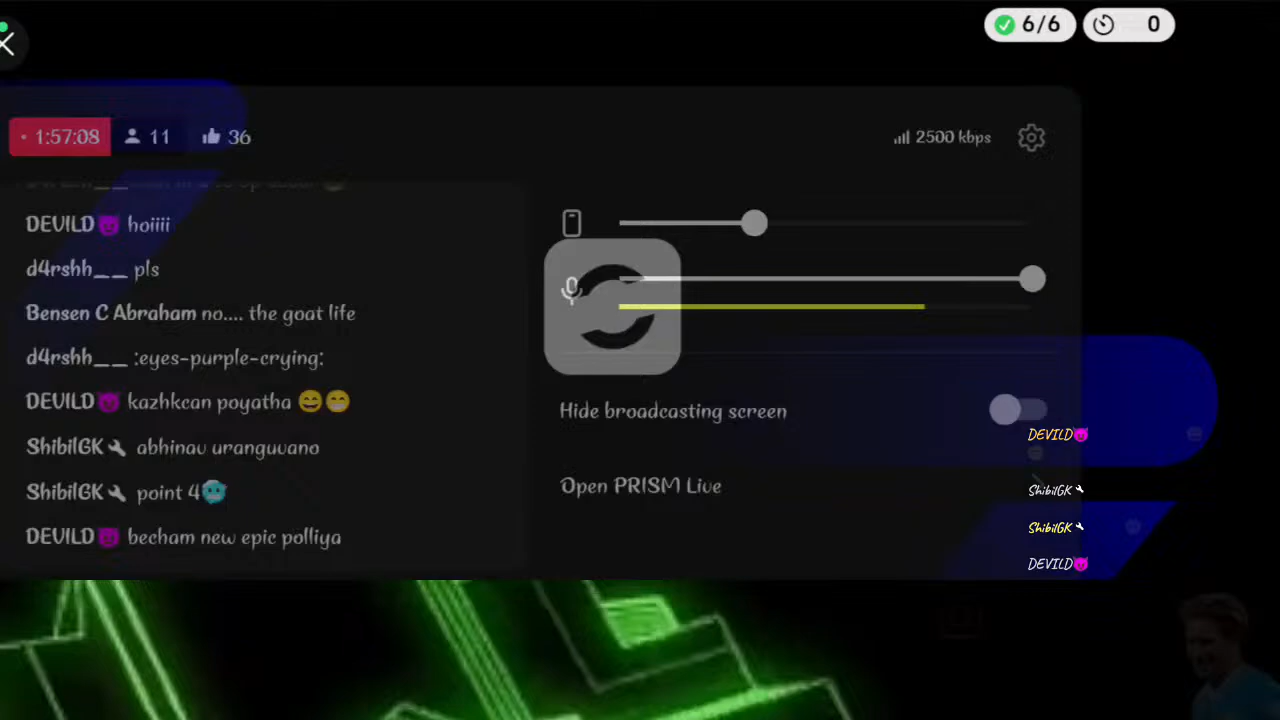 6/6
0
1:57:08
11
36
2500 kbps
DEVILD😈 hoiiii
d4rshh__ pls
Bensen C Abraham no.... the goat life
d4rshh__ :eyes-purple-crying:
DEVILD😈 kazhkcan poyatha 😄😁
ShibilGK🔧 abhinav uranguvano
ShibilGK🔧 point 4🥶
DEVILD😈 becham new epic polliya
Hide broadcasting screen
Open PRISM Live
DEVILD😈
ShibilGK🔧
ShibilGK🔧
DEVILD😈